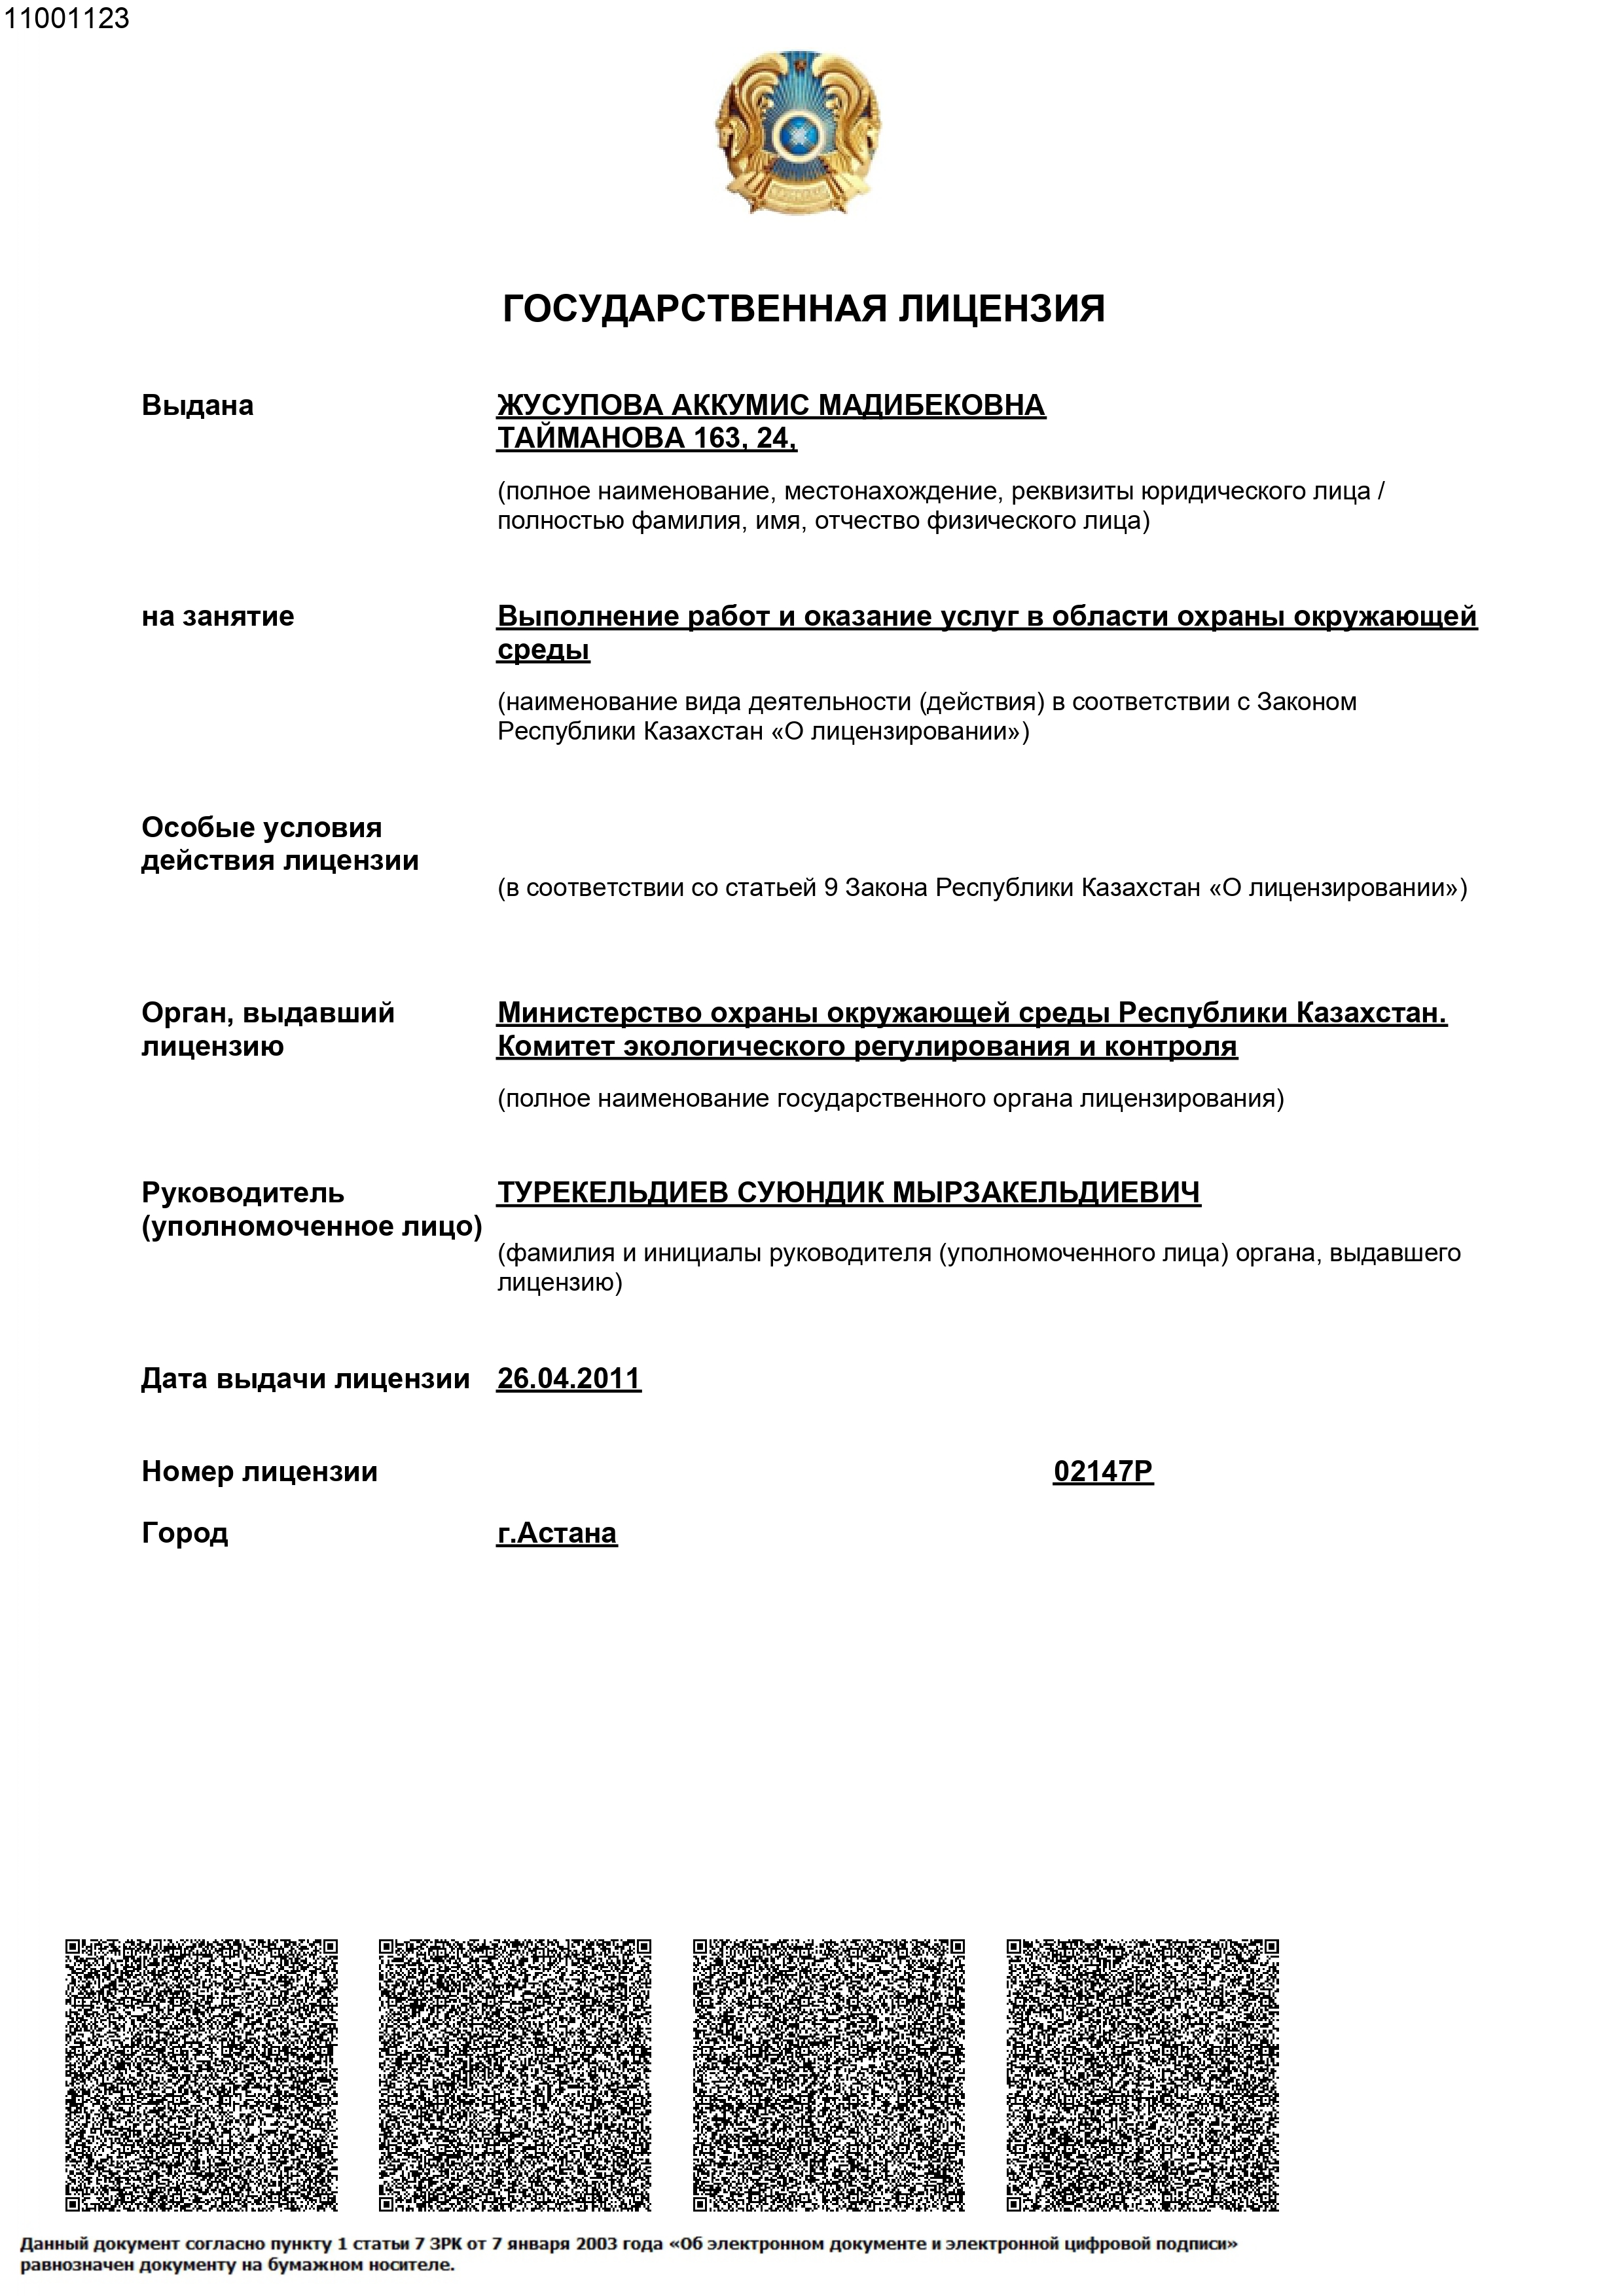 11001123
ГОСУДАРСТВЕННАЯ ЛИЦЕНЗИЯ
Выдана
ЖУСУПОВА АККУМИС МАДИБЕКОВНА
ТАЙМАНОВА 163, 24,
(полное наименование, местонахождение, реквизиты юридического лица /
полностью фамилия, имя, отчество физического лица)
на занятие
Выполнение работ и оказание услуг в области охраны окружающей
среды
(наименование вида деятельности (действия) в соответствии с Законом
Республики Казахстан «О лицензировании»)
Особые условия
действия лицензии
(в соответствии со статьей 9 Закона Республики Казахстан «О лицензировании»)
Орган, выдавший
лицензию
Министерство охраны окружающей среды Республики Казахстан.
Комитет экологического регулирования и контроля
(полное наименование государственного органа лицензирования)
Руководитель
(уполномоченное лицо)
ТУРЕКЕЛЬДИЕВ СУЮНДИК МЫРЗАКЕЛЬДИЕВИЧ
(фамилия и инициалы руководителя (уполномоченного лица) органа, выдавшего
лицензию)
Дата выдачи лицензии 26.04.2011
Номер лицензии 02147Р
Город г.Астана
Данный документ согласно пункту 1 статьи 7 ЗРК от 7 января 2003 года «Об электронном документе и электронной цифровой подписи»
равнозначен документу на бумажном носителе.